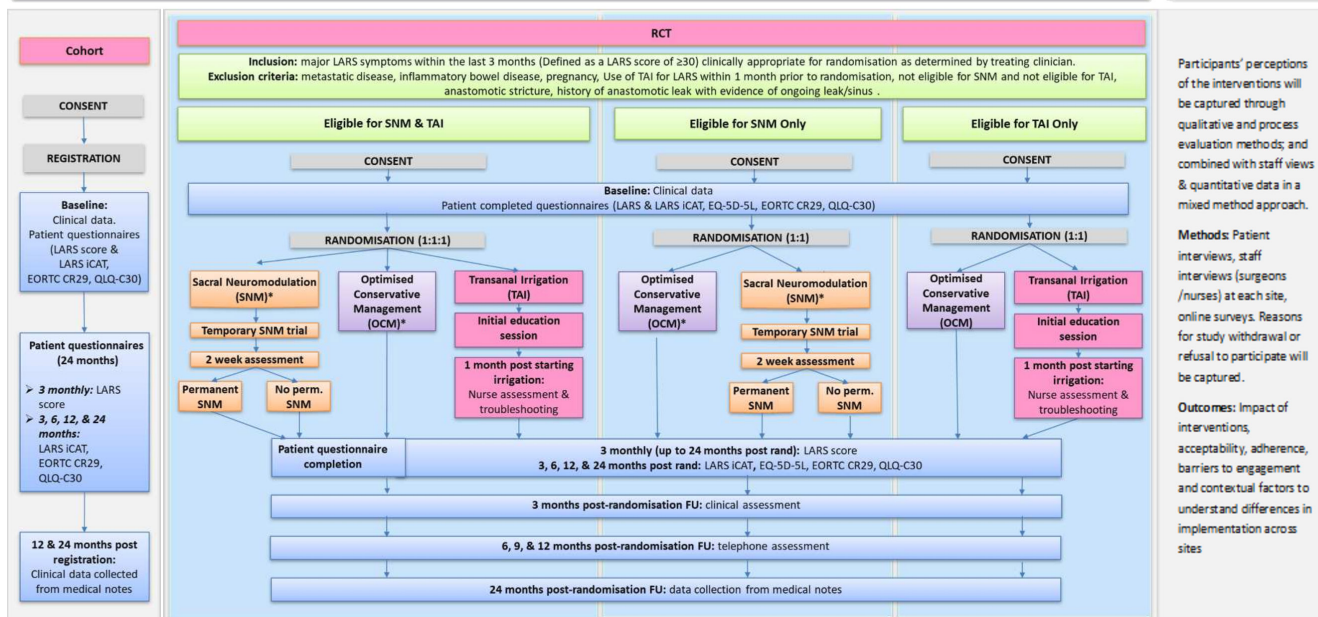 Cohort
CONSENT
REGISTRATION
Baseline:
Clinical data.
Patient questionnaires
(LARS score &
LARS iCAT,
EORTC CR29, QLQ-C30)
Patient questionnaires
(24 months)
➢ 3 monthly: LARS
score
➢ 3, 6, 12, & 24
months:
LARS iCAT,
EORTC CR29,
QLQ-C30
12 & 24 months post
registration:
Clinical data collected
from medical notes
RCT
Inclusion: major LARS symptoms within the last 3 months (Defined as a LARS score of ≥30) clinically appropriate for randomisation as determined by treating clinician.
Exclusion criteria: metastatic disease, inflammatory bowel disease, pregnancy, Use of TAI for LARS within 1 month prior to randomisation, not eligible for SNM and not eligible for TAI,
anastomotic stricture, history of anastomotic leak with evidence of ongoing leak/sinus .
Eligible for SNM & TAI
Eligible for SNM Only
Eligible for TAI Only
CONSENT
CONSENT
CONSENT
Baseline: Clinical data
Patient completed questionnaires (LARS & LARS iCAT, EQ-5D-5L, EORTC CR29, QLQ-C30)
RANDOMISATION (1:1:1)
RANDOMISATION (1:1)
RANDOMISATION (1:1)
Sacral Neuromodulation
(SNM)*
Temporary SNM trial
2 week assessment
Permanent
SNM
No perm.
SNM
Optimised
Conservative
Management
(OCM)*
Transanal Irrigation
(TAI)
Initial education
session
1 month post starting
irrigation:
Nurse assessment &
troubleshooting
Optimised
Conservative
Management
(OCM)*
Sacral Neuromodulation
(SNM)*
Temporary SNM trial
2 week assessment
Permanent
SNM
No perm.
SNM
Optimised
Conservative
Management
(OCM)
Transanal Irrigation
(TAI)
Initial education
session
1 month post starting
irrigation:
Nurse assessment &
troubleshooting
Patient questionnaire
completion
3 monthly (up to 24 months post rand): LARS score
3, 6, 12, & 24 months post rand: LARS iCAT, EQ-5D-5L, EORTC CR29, QLQ-C30
3 months post-randomisation FU: clinical assessment
6, 9, & 12 months post-randomisation FU: telephone assessment
24 months post-randomisation FU: data collection from medical notes
Participants' perceptions
of the interventions will
be captured through
qualitative and process
evaluation methods; and
combined with staff views
& quantitative data in a
mixed method approach.
Methods: Patient
interviews, staff
interviews (surgeons
/nurses) at each site,
online surveys. Reasons
for study withdrawal or
refusal to participate will
be captured.
Outcomes: Impact of
interventions,
acceptability, adherence,
barriers to engagement
and contextual factors to
understand differences in
implementation across
sites